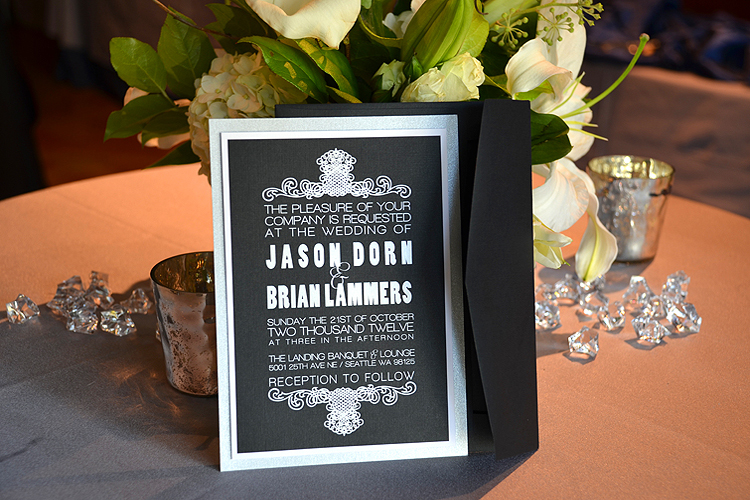 THE PLEASURE OF YOUR
COMPANY IS REQUESTED
AT THE WEDDING OF
JASON DORN
&
BRIAN LAMMERS
SUNDAY THE 21ST OF OCTOBER
TWO THOUSAND TWELVE
AT THREE IN THE AFTERNOON
THE LANDING BANQUET & LOUNGE
5001 25TH AVE NE / SEATTLE WA 98125
RECEPTION TO FOLLOW